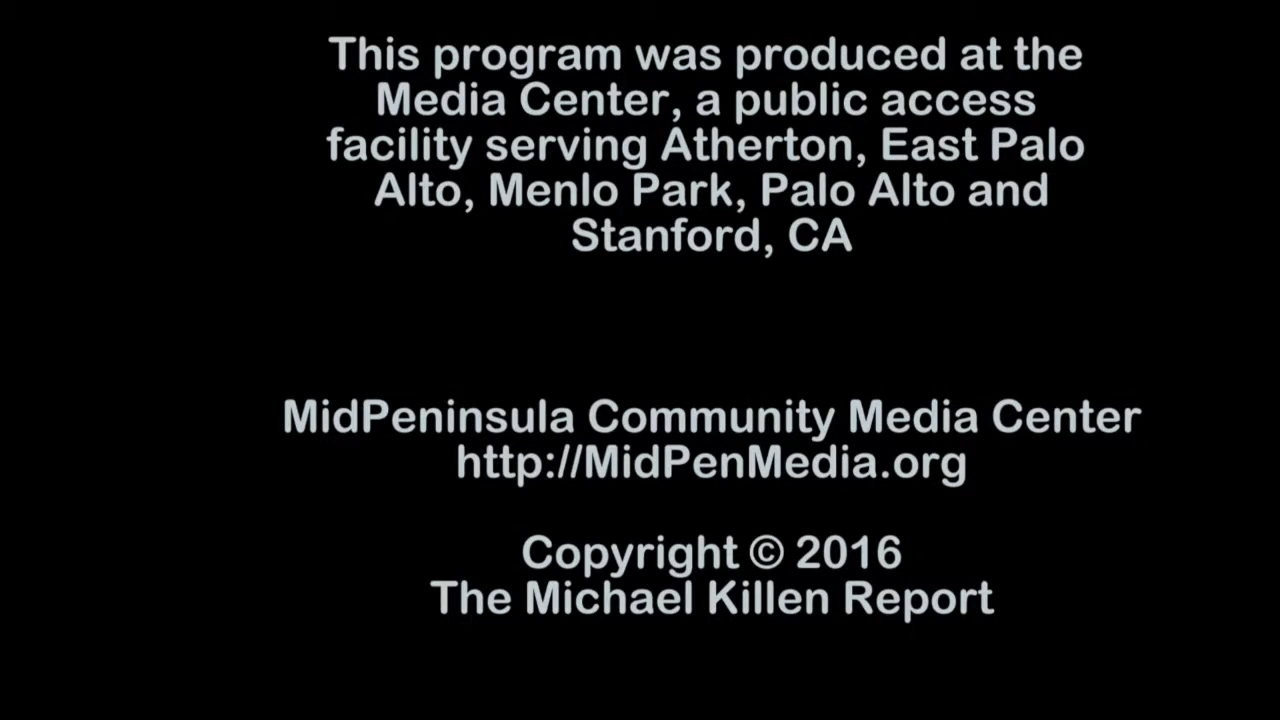 This program was produced at the
Media Center, a public access
facility serving Atherton, East Palo
Alto, Menlo Park, Palo Alto and
Stanford, CA
MidPeninsula Community Media Center
http://MidPenMedia.org
Copyright © 2016
The Michael Killen Report